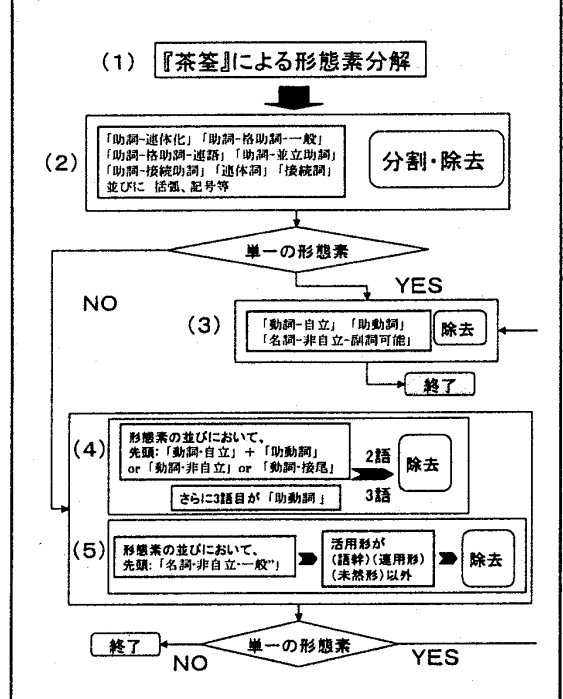 (1) 『茶筌』による形態素分解
「助詞-連体化」「助詞-格助詞-一般」
「助詞-格助詞-連語」「助詞-並立助詞」
「助詞-接続助詞」「連体詞」「接続詞」
並びに 括弧、記号等
(2)
分割・除去
単一の形態素
NO
YES
(3)
「動詞-自立」「助動詞」
「名詞-非自立-副詞可能」
除去
終了
(4)
形態素の並びにおいて、
先頭:「動詞-自立」+「助動詞」
or「動詞-非自立」or「動詞-接尾」
2語
除去
さらに3語目が「助動詞」
3語
(5)
形態素の並びにおいて、
先頭:「名詞-非自立-一般"」
活用形が
(語幹)(連用形)
(未然形)以外
除去
単一の形態素
終了
NO
YES